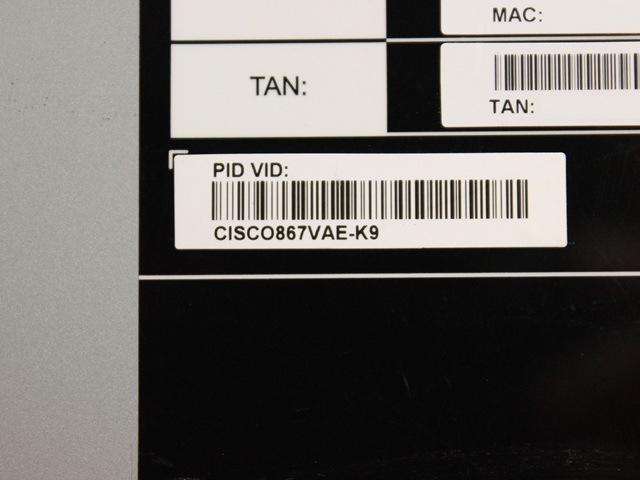 MAC:
TAN:
TAN:
PID VID:
CISCO867VAE-K9